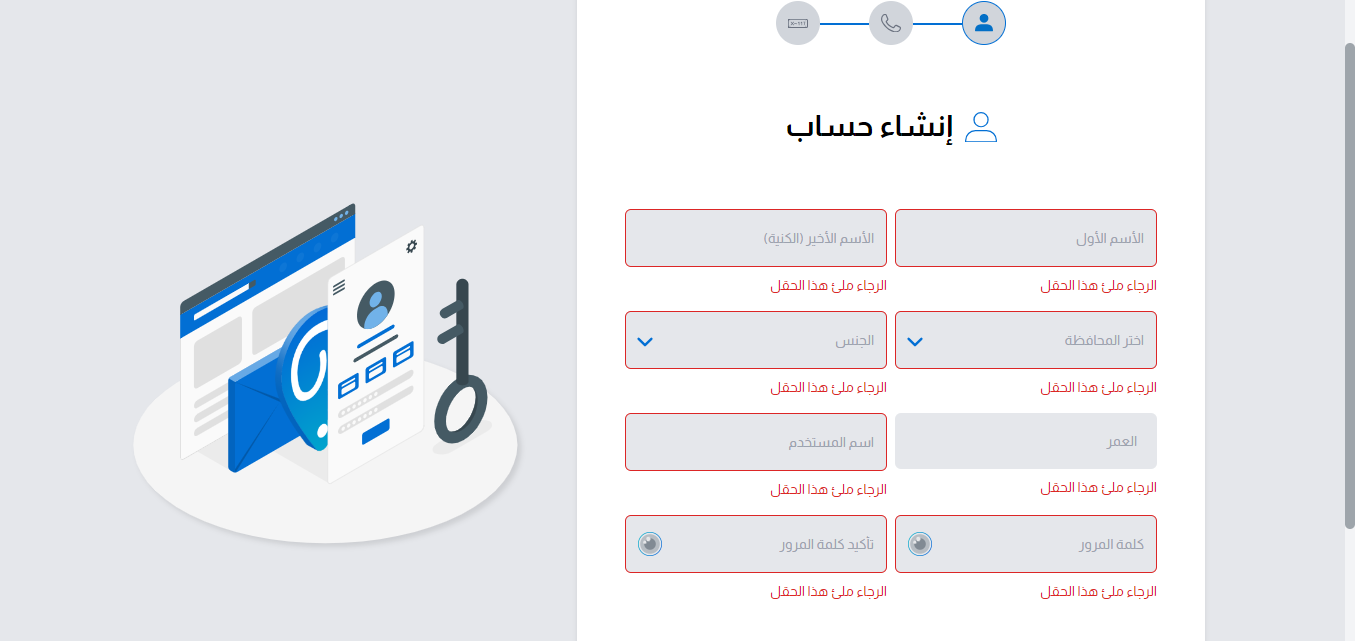 إنشاء حساب
الأسم الأول
الأسم الأخير (الكنية)
الرجاء ملئ هذا الحقل
الرجاء ملئ هذا الحقل
اختر المحافظة
الجنس
الرجاء ملئ هذا الحقل
الرجاء ملئ هذا الحقل
العمر
اسم المستخدم
الرجاء ملئ هذا الحقل
الرجاء ملئ هذا الحقل
كلمة المرور
تأكيد كلمة المرور
الرجاء ملئ هذا الحقل
الرجاء ملئ هذا الحقل